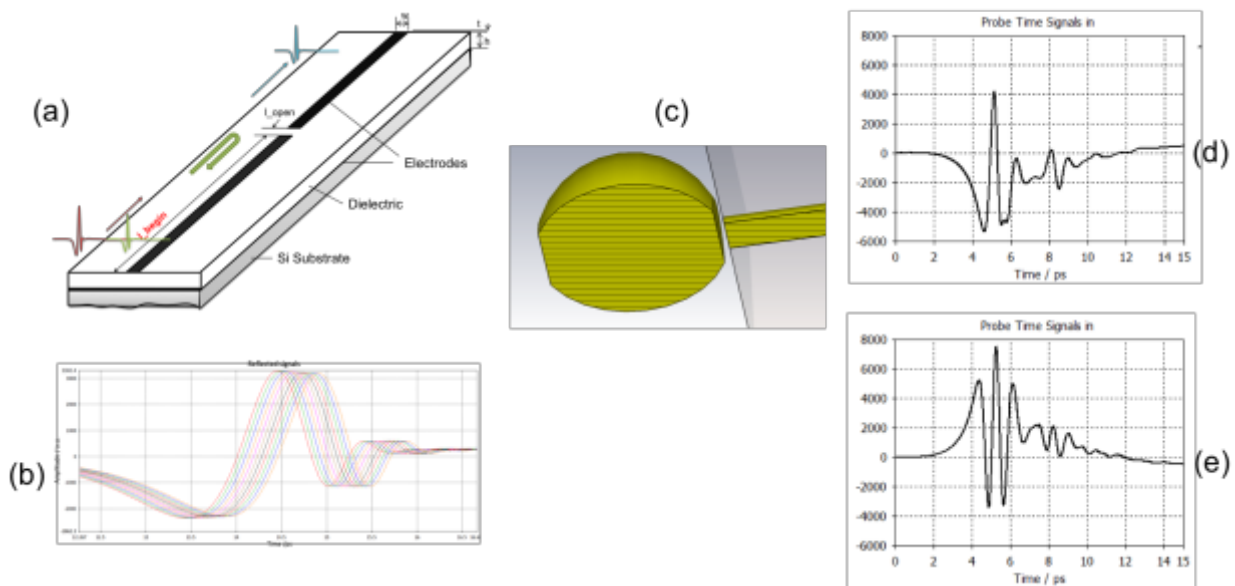 (a)
w
t
l_open
l_begin
Electrodes
Dielectric
Si Substrate
(b)
Reflected signals
(c)
Probe Time Signals in
8000
6000
4000
2000
0
-2000
-4000
-6000
0 2 4 6 8 10 12 14 15
Time / ps
(d)
Probe Time Signals in
8000
6000
4000
2000
0
-2000
-4000
-6000
0 2 4 6 8 10 12 14 15
Time / ps
(e)